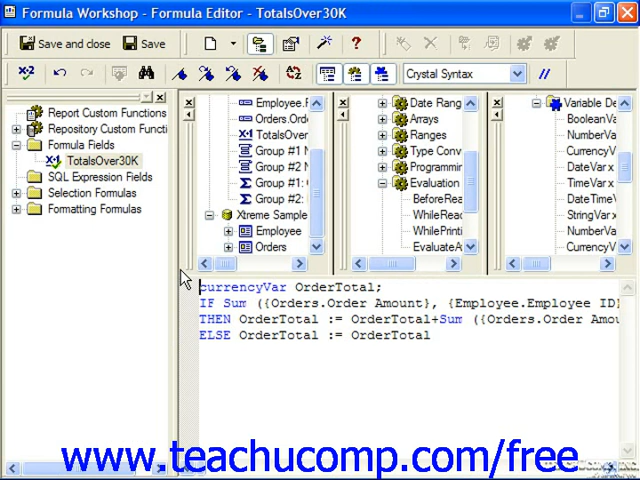 Formula Workshop - Formula Editor - TotalsOver30K
Save and close
Save
Crystal Syntax
Report Custom Functions
Repository Custom Functi
Formula Fields
TotalsOver30K
SQL Expression Fields
Selection Formulas
Formatting Formulas
Employee.F
Orders.Ord
TotalsOver
Group #1 N
Group #2 N
Group #1:
Group #2:
Xtreme Sample
Employee
Orders
Date Rang
Arrays
Ranges
Type Conv
Programmin
Evaluation
BeforeRea
WhileReac
WhilePrinti
EvaluateA
Variable De
BooleanVa
NumberVa
CurrencyV
DateVar x
TimeVar x
DateTimeV
StringVar x
NumberVa
CurrencyV
currencyVar OrderTotal;
IF Sum ({Orders.Order Amount}, {Employee.Employee ID}
THEN OrderTotal := OrderTotal+Sum ({Orders.Order Amou
ELSE OrderTotal := OrderTotal
www.teachucomp.com/free